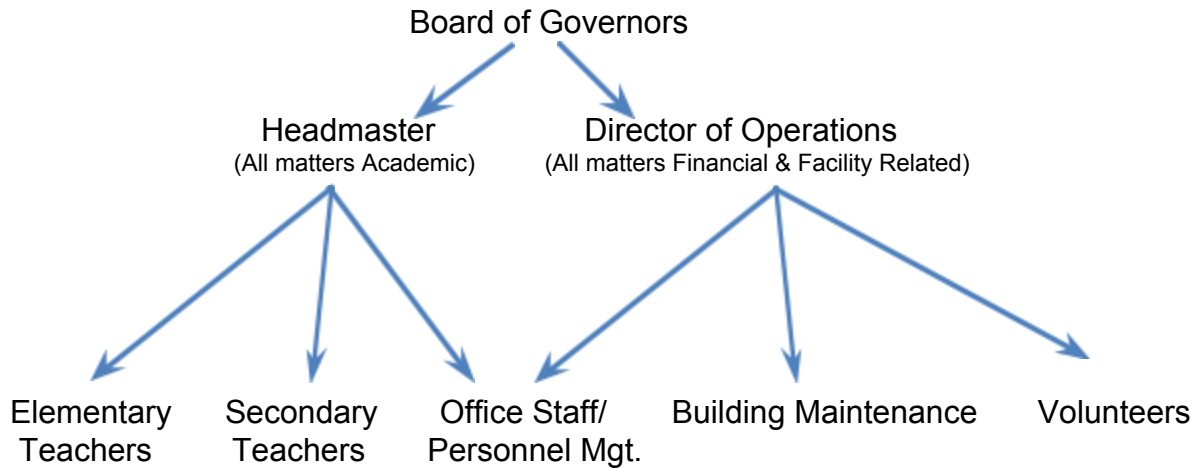 Board of Governors
Headmaster
(All matters Academic)
Director of Operations
(All matters Financial & Facility Related)
Elementary
Teachers
Secondary
Teachers
Office Staff/
Personnel Mgt.
Building Maintenance
Volunteers